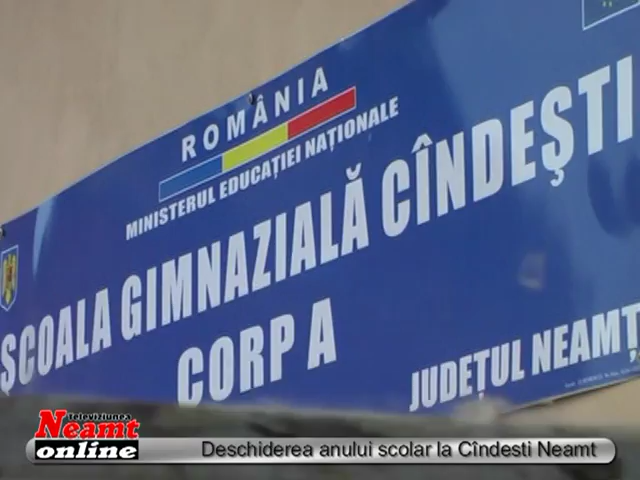 ROMÂNIA
MINISTERUL EDUCAȚIEI NAȚIONALE
ȘCOALA GIMNAZIALĂ CÎNDEȘTI
CORP A
JUDEȚUL NEAMȚ
Televiziunea
Neamt
online
Deschiderea anului scolar la Cîndesti Neamt